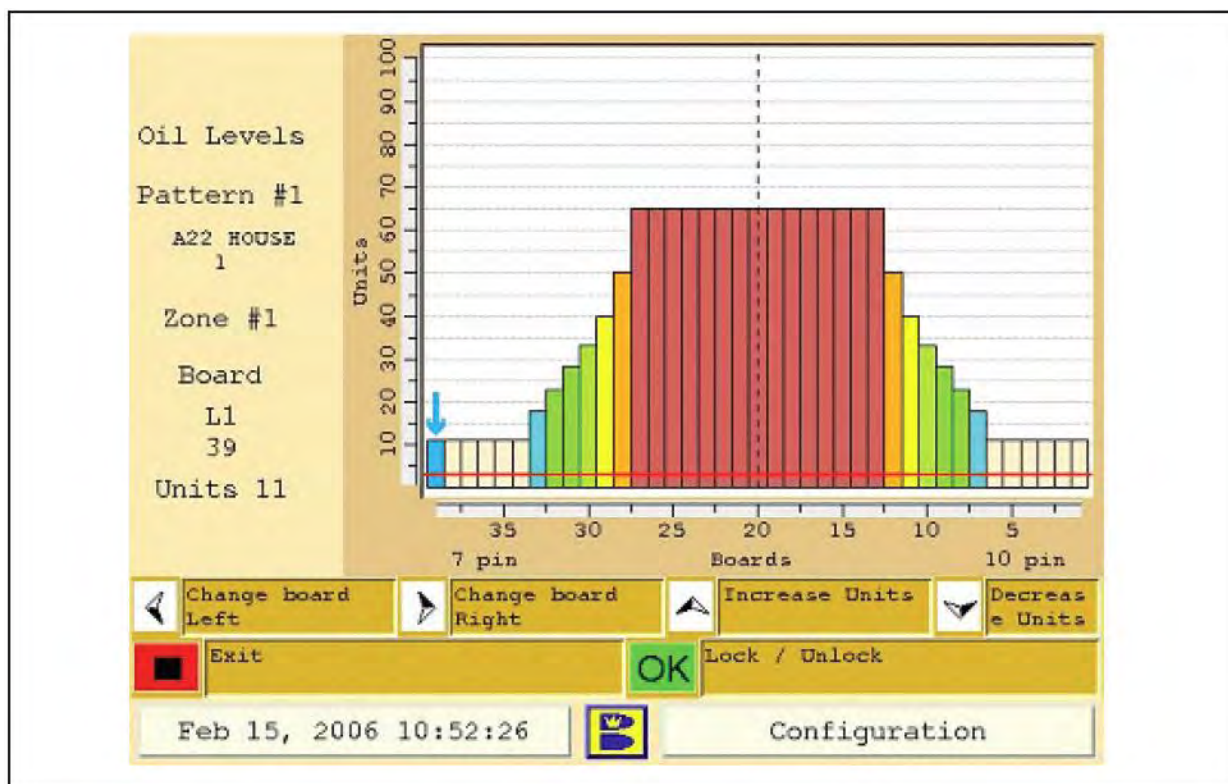 Oil Levels
Pattern #1
A22 HOUSE
1
Zone #1
Board
L1
39
Units 11
Units
100
90
80
70
60
50
40
30
20
10
35 30 25 20 15 10 5
7 pin Boards 10 pin
Change board
Left
Change board
Right
Increase Units
Decreas
e Units
Exit
OK
Lock / Unlock
Feb 15, 2006 10:52:26
Configuration